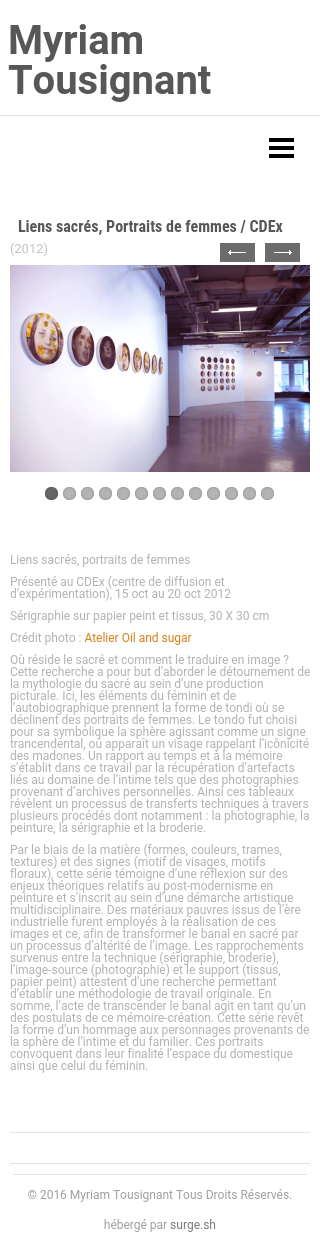 Myriam
Tousignant
Liens sacrés, Portraits de femmes / CDEx
(2012)
Liens sacrés, portraits de femmes
Présenté au CDEx (centre de diffusion et
d'expérimentation), 15 oct au 20 oct 2012
Sérigraphie sur papier peint et tissus, 30 X 30 cm
Crédit photo : Atelier Oil and sugar
Où réside le sacré et comment le traduire en image ?
Cette recherche a pour but d'aborder le détournement de
la mythologie du sacré au sein d'une production
picturale. Ici, les éléments du féminin et de
l'autobiographique prennent la forme de tondi où se
déclinent des portraits de femmes. Le tondo fut choisi
pour sa symbolique la sphère agissant comme un signe
trancendental, où apparaît un visage rappelant l'icônicité
des madones. Un rapport au temps et à la mémoire
s'établit dans ce travail par la récupération d'artefacts
liés au domaine de l'intime tels que des photographies
provenant d'archives personnelles. Ainsi ces tableaux
révèlent un processus de transferts techniques à travers
plusieurs procédés dont notamment : la photographie, la
peinture, la sérigraphie et la broderie.
Par le biais de la matière (formes, couleurs, trames,
textures) et des signes (motif de visages, motifs
floraux), cette série témoigne d'une réflexion sur des
enjeux théoriques relatifs au post-modernisme en
peinture et s'inscrit au sein d'une démarche artistique
multidisciplinaire. Des matériaux pauvres issus de l'ère
industrielle furent employés à la réalisation de ces
images et ce, afin de transformer le banal en sacré par
un processus d'altérité de l'image. Les rapprochements
survenus entre la technique (sérigraphie, broderie),
l'image-source (photographie) et le support (tissus,
papier peint) attestent d'une recherche permettant
d'établir une méthodologie de travail originale. En
somme, l'acte de transcender le banal agit en tant qu'un
des postulats de ce mémoire-création. Cette série revêt
la forme d'un hommage aux personnages provenants de
la sphère de l'intime et du familier. Ces portraits
convoquent dans leur finalité l'espace du domestique
ainsi que celui du féminin.
© 2016 Myriam Tousignant Tous Droits Réservés.
hébergé par surge.sh